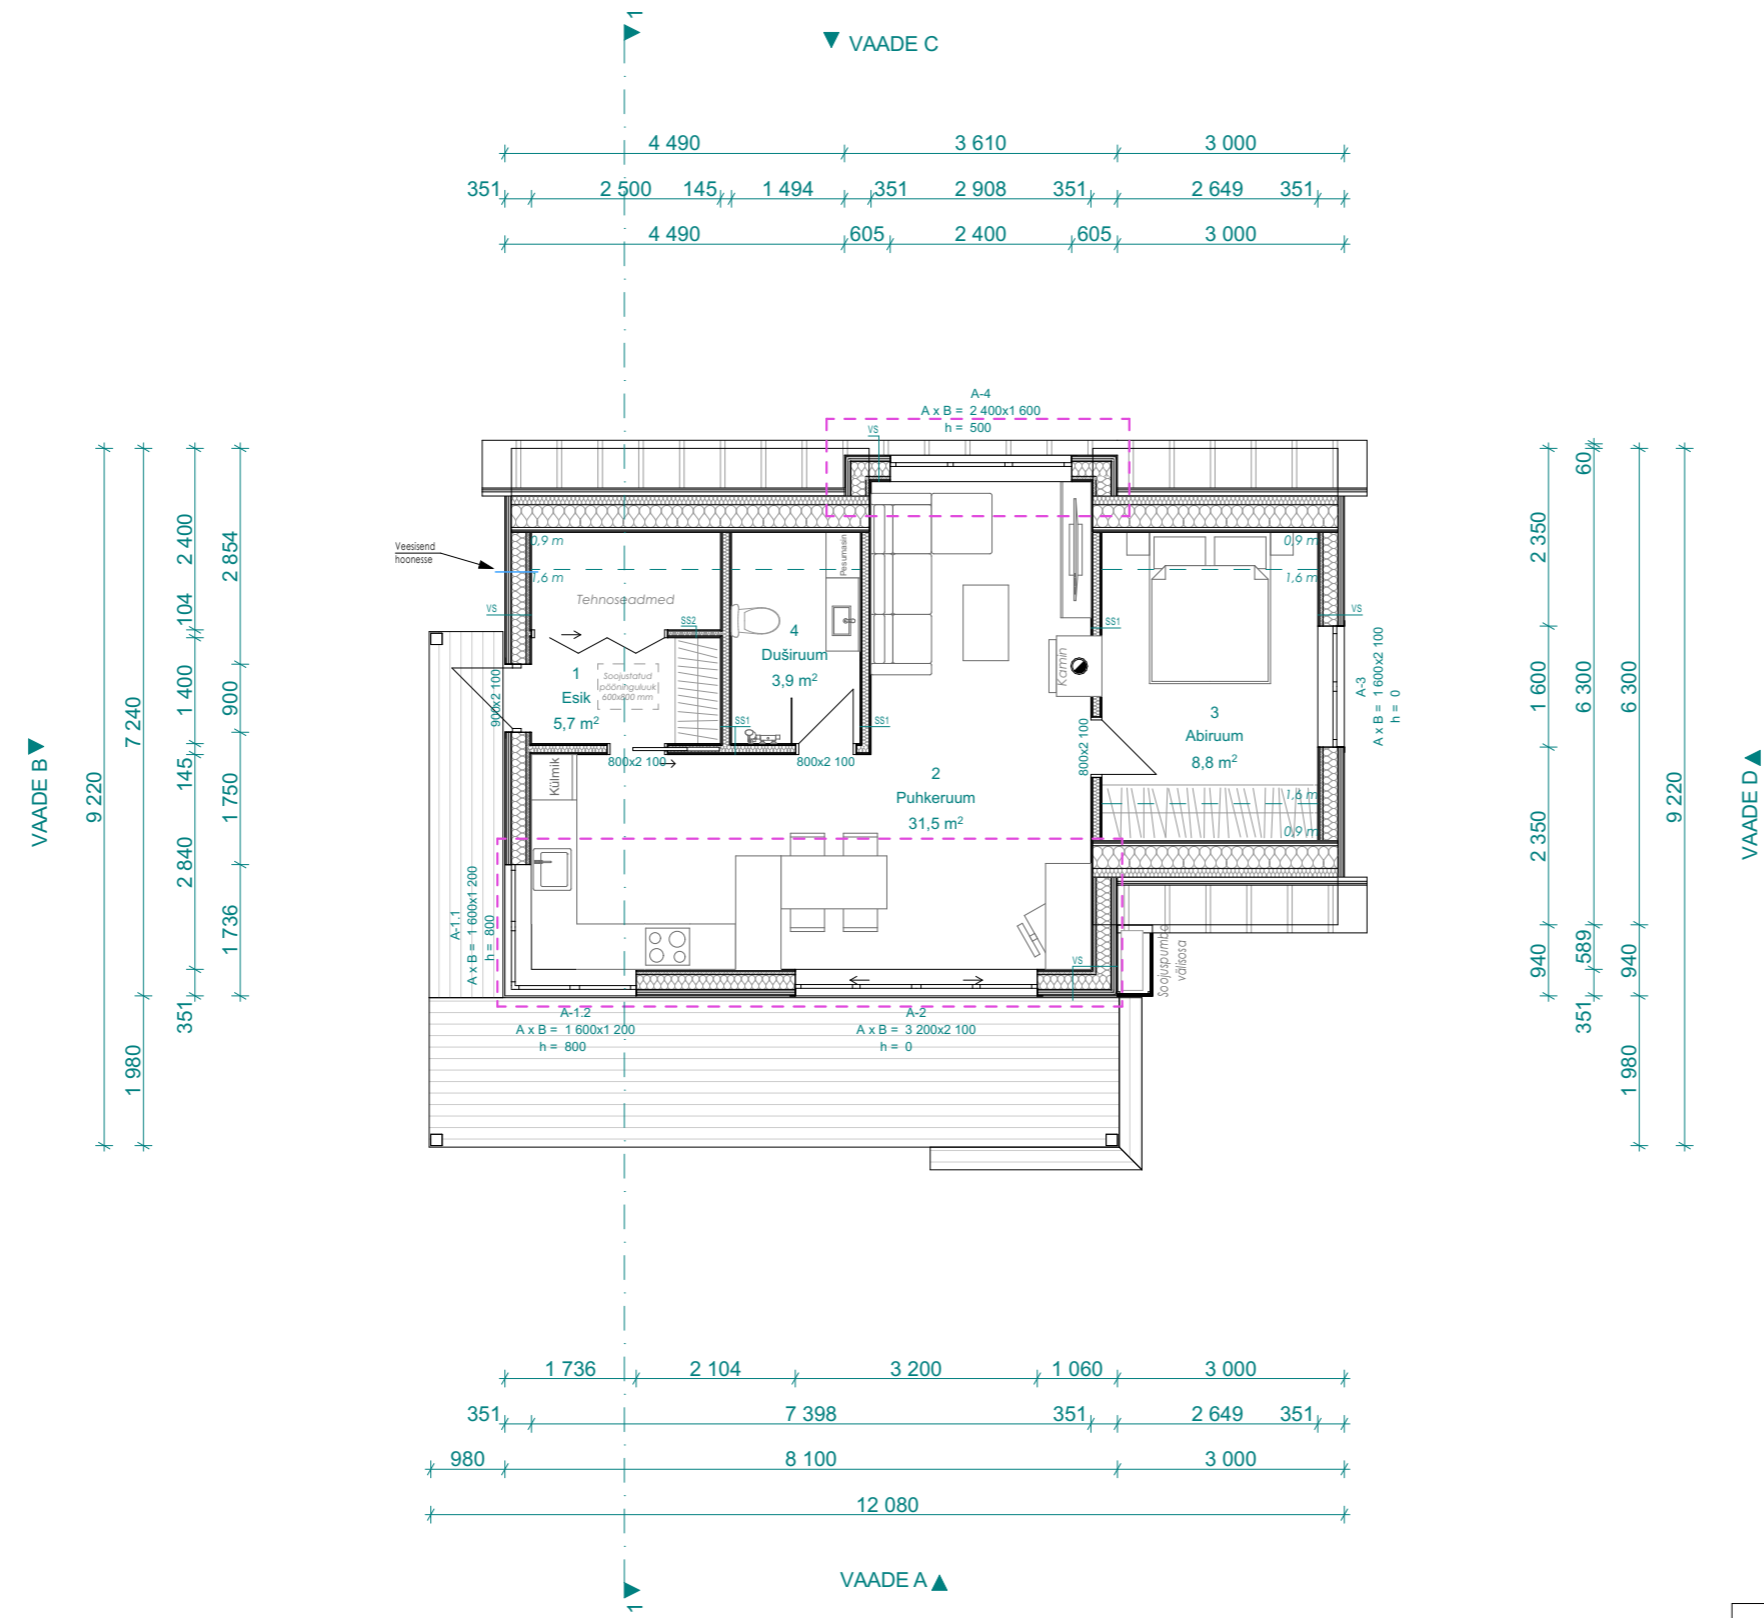 1
VAADE C
4 490
3 610
3 000
351
2 500
145
1 494
351
2 908
351
2 649
351
4 490
605
2 400
605
3 000
A-4
A x B = 2 400x1 600
h = 500
VS
Veesisend
hoonesse
0,9 m
1,6 m
Tehnoseadmed
VS
SS2
Pesumasin
4
Duširuum
3,9 m²
1
Esik
5,7 m²
Soojustatud
pööninguluuk
600x800 mm
900x2 100
SS1
SS1
800x2 100
800x2 100
Külmik
SS1
Kamin
800x2 100
0,9 m
1,6 m
VS
3
Abiruum
8,8 m²
1,6 m
0,9 m
A-3
A x B = 1 600x2 100
h = 0
2
Puhkeruum
31,5 m²
A-1.1
A x B = 1 600x1 200
h = 800
VS
Soojuspumba
välisosa
A-1.2
A x B = 1 600x1 200
h = 800
A-2
A x B = 3 200x2 100
h = 0
VAADE B
9 220
7 240
1 980
2 400
104
1 400
145
2 840
351
2 854
900
1 750
1 736
2 350
1 600
2 350
940
60
6 300
589
351
6 300
940
1 980
9 220
VAADE D
1 736
2 104
3 200
1 060
3 000
351
7 398
351
2 649
351
980
8 100
3 000
12 080
VAADE A
1